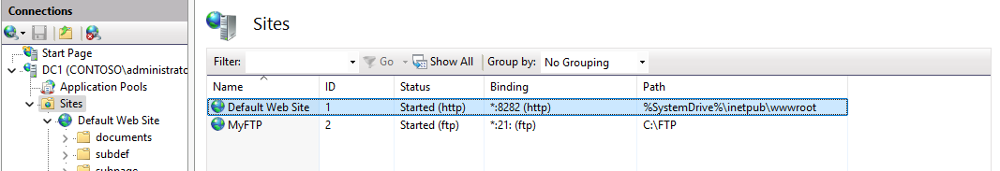 Connections
Start Page
DC1 (CONTOSO\administrato
Application Pools
Sites
Default Web Site
documents
subdef
subpage
Sites
Filter: Go Show All Group by: No Grouping
Name ID Status Binding Path
Default Web Site 1 Started (http) *:8282 (http) %SystemDrive%\inetpub\wwwroot
MyFTP 2 Started (ftp) *:21: (ftp) C:\FTP